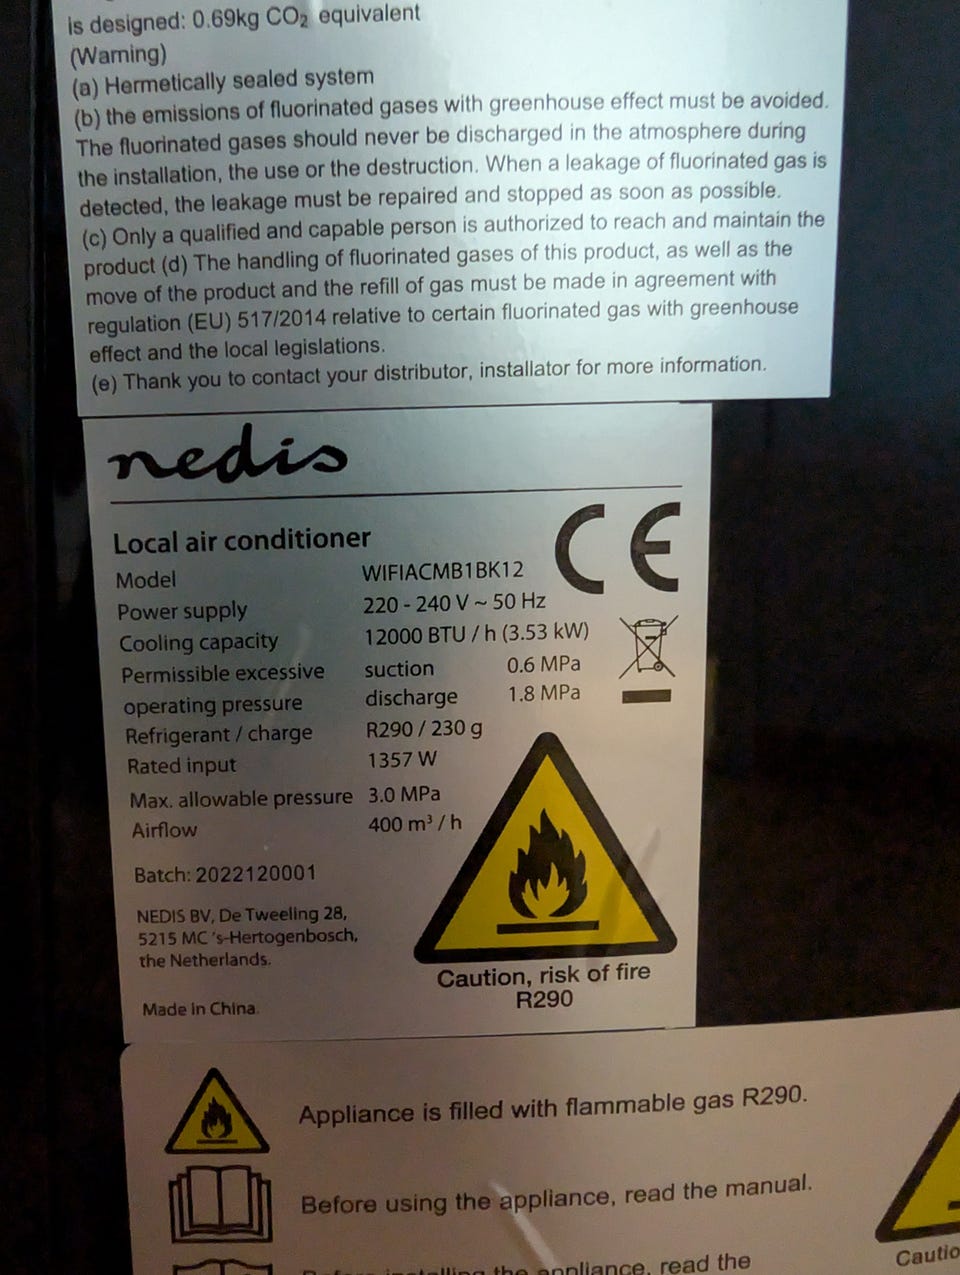 is designed: 0.69kg CO₂ equivalent
(Warning)
(a) Hermetically sealed system
(b) the emissions of fluorinated gases with greenhouse effect must be avoided.
The fluorinated gases should never be discharged in the atmosphere during
the installation, the use or the destruction. When a leakage of fluorinated gas is
detected, the leakage must be repaired and stopped as soon as possible.
(c) Only a qualified and capable person is authorized to reach and maintain the
product (d) The handling of fluorinated gases of this product, as well as the
move of the product and the refill of gas must be made in agreement with
regulation (EU) 517/2014 relative to certain fluorinated gas with greenhouse
effect and the local legislations.
(e) Thank you to contact your distributor, installator for more information.
nedis
CE
Local air conditioner
Model WIFIACMB1BK12
Power supply 220 - 240 V ~ 50 Hz
Cooling capacity 12000 BTU / h (3.53 kW)
Permissible excessive suction 0.6 MPa
operating pressure discharge 1.8 MPa
Refrigerant / charge R290 / 230 g
Rated input 1357 W
Max. allowable pressure 3.0 MPa
Airflow 400 m³ / h
Batch: 2022120001
NEDIS BV, De Tweeling 28,
5215 MC 's-Hertogenbosch,
the Netherlands.
Made in China.
Caution, risk of fire
R290
Appliance is filled with flammable gas R290.
Before using the appliance, read the manual.
Before installing the appliance, read the